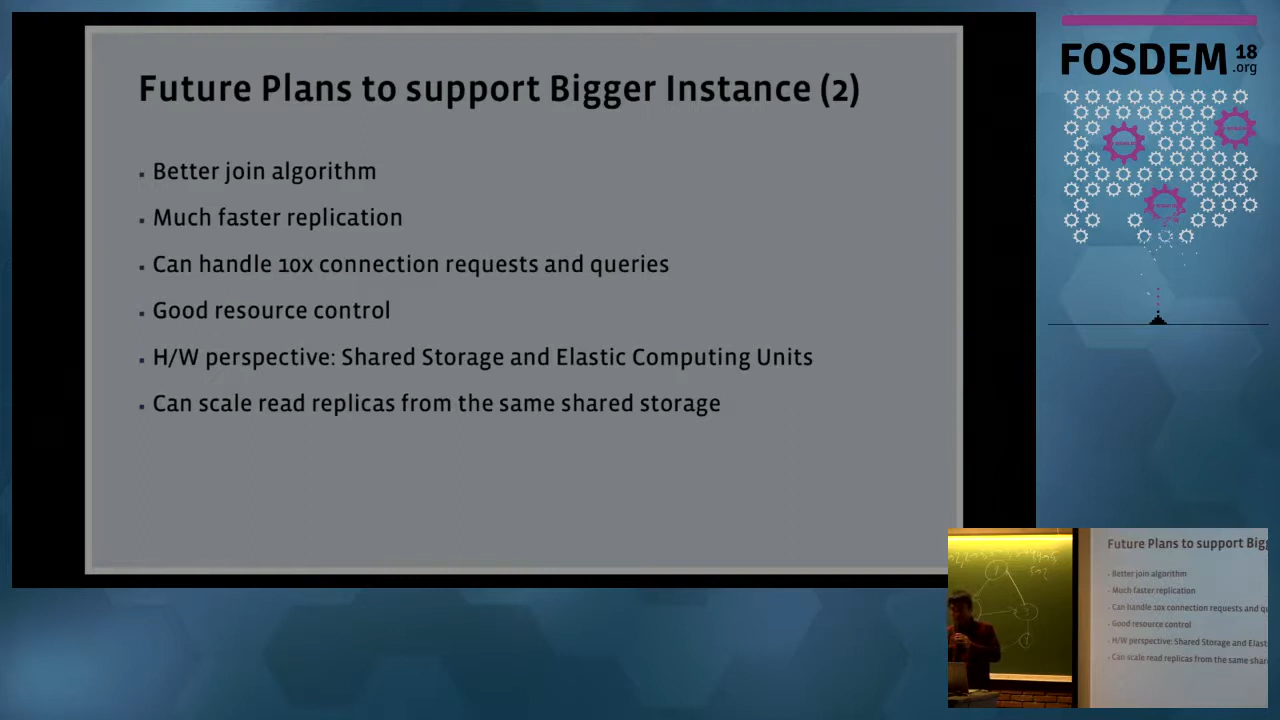 Future Plans to support Bigger Instance (2)
Better join algorithm
Much faster replication
Can handle 10x connection requests and queries
Good resource control
H/W perspective: Shared Storage and Elastic Computing Units
Can scale read replicas from the same shared storage
FOSDEM 18
.org
Future Plans to support Bigg
Better join algorithm
Much faster replication
Can handle 10x connection requests and qu
Good resource control
H/W perspective: Shared Storage and Elast
Can scale read replicas from the same shar